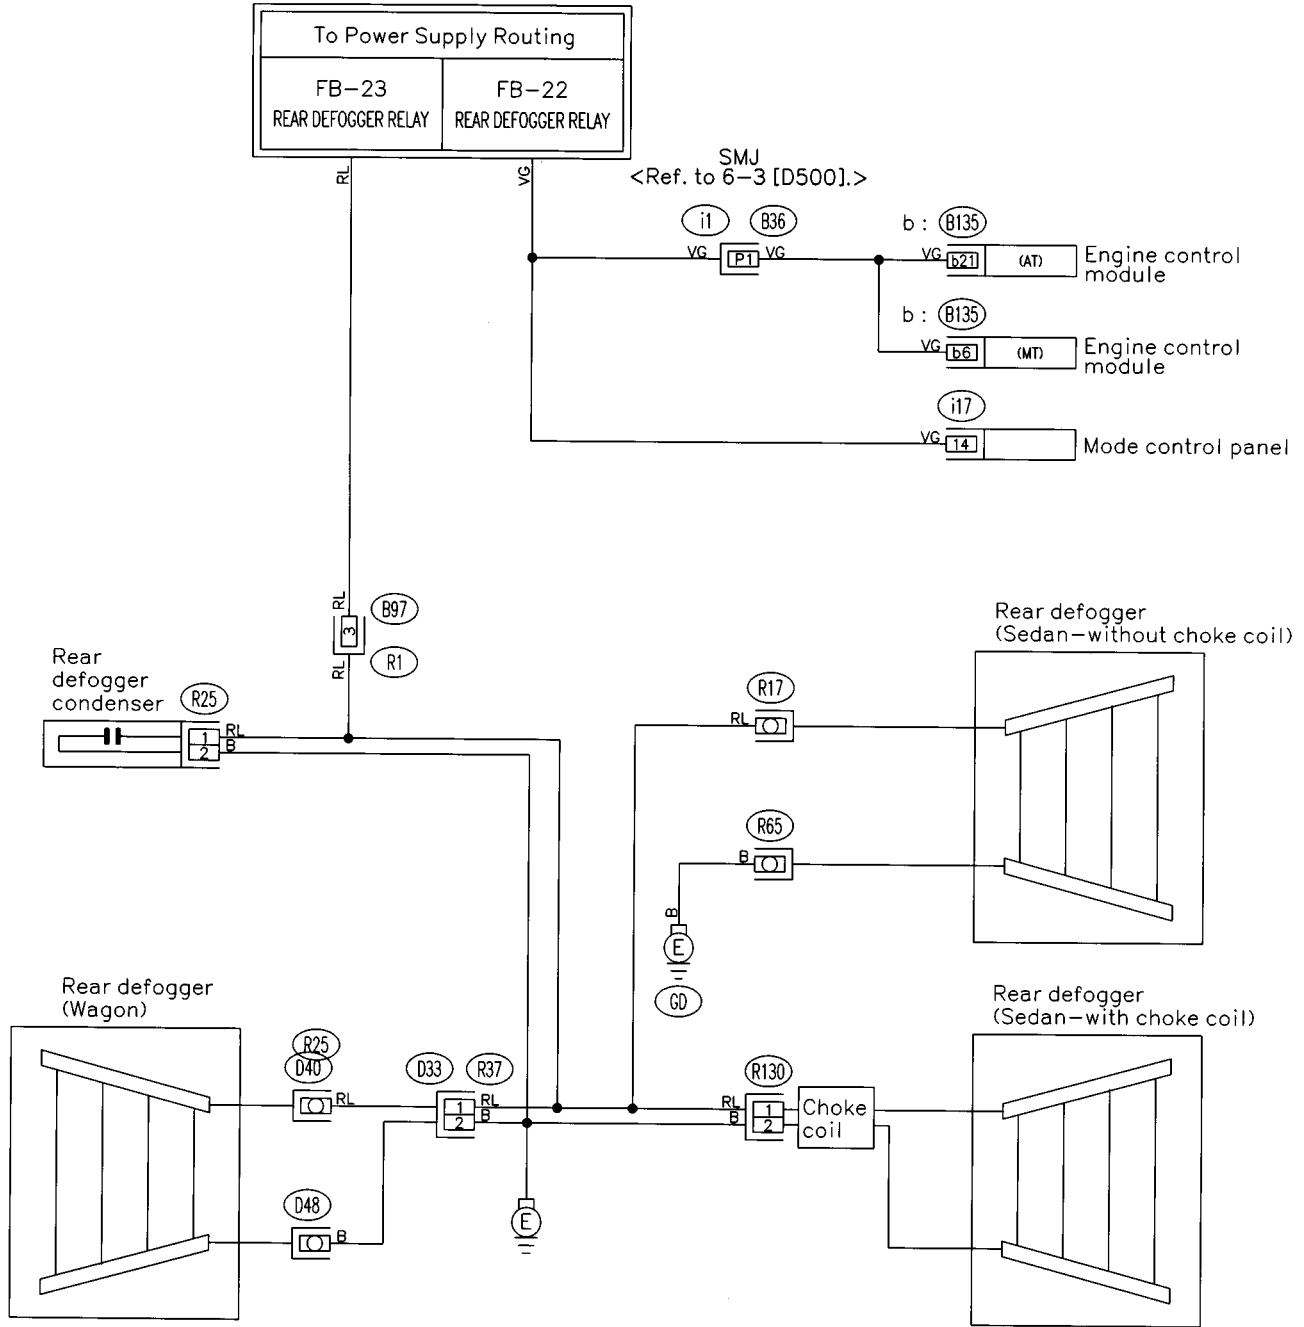 To Power Supply Routing
FB-23
REAR DEFOGGER RELAY
FB-22
REAR DEFOGGER RELAY
RL
VG
SMJ
<Ref. to 6-3 [D500].>
i1
B36
VG
P1
VG
b : B135
VG
b21
(AT)
Engine control
module
b : B135
VG
b6
(MT)
Engine control
module
i17
VG
14
Mode control panel
RL
3
B97
RL
R1
Rear
defogger
condenser
R25
1
RL
2
B
Rear defogger
(Sedan-without choke coil)
R17
RL
R65
B
B
E
GD
Rear defogger
(Wagon)
R25
D40
RL
D33
R37
1
RL
2
B
D48
B
E
R130
RL
1
B
2
Choke
coil
Rear defogger
(Sedan-with choke coil)